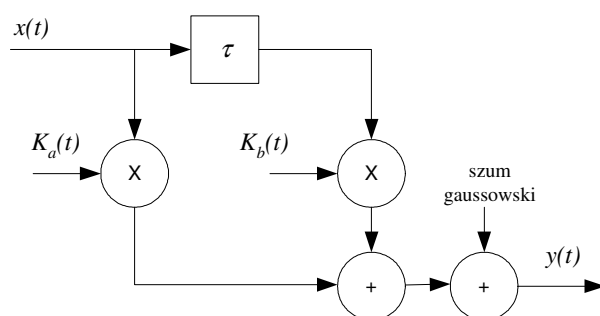 x(t)
τ
K_a(t)
X
K_b(t)
X
szum
gaussowski
y(t)
+
+